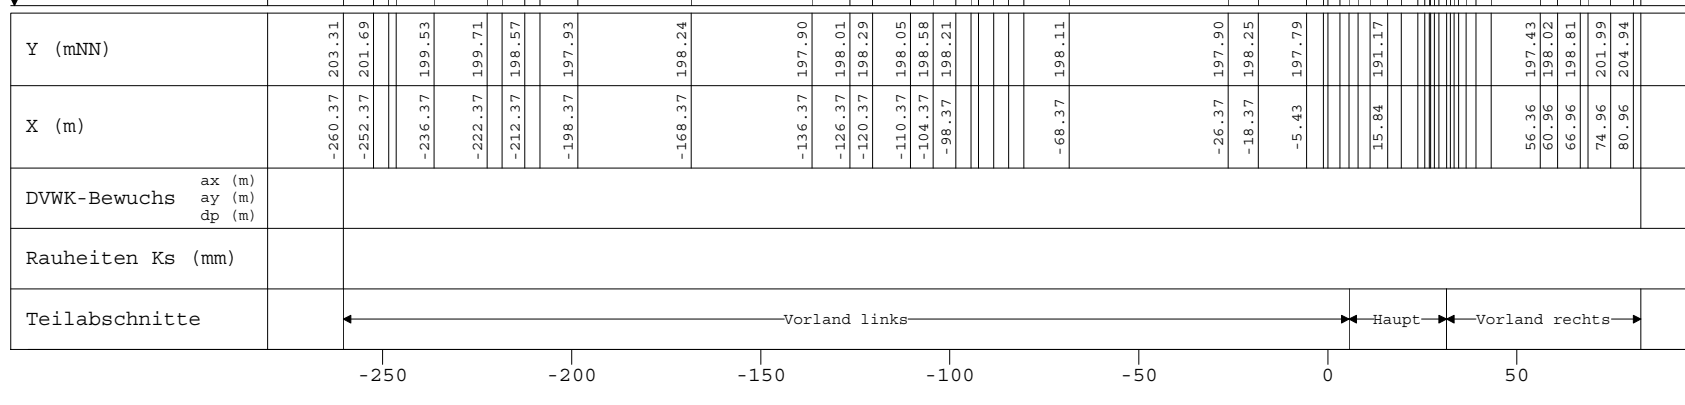 Y (mNN) 203.31 201.69 199.53 199.71 198.57 197.93 198.24 197.90 198.01 198.29 198.05 198.58 198.21 198.11 197.90 198.25 197.79 191.17 197.43 198.02 198.81 201.99 204.94
X (m) -260.37 -252.37 -236.37 -222.37 -212.37 -198.37 -168.37 -136.37 -126.37 -120.37 -110.37 -104.37 -98.37 -68.37 -26.37 -18.37 -5.43 15.84 56.36 60.96 66.96 74.96 80.96
ax (m)
DVWK-Bewuchs ay (m)
dp (m)
Rauheiten Ks (mm)
Teilabschnitte Vorland links Haupt Vorland rechts
-250 -200 -150 -100 -50 0 50